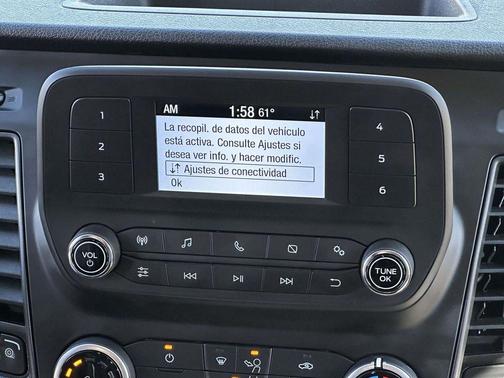 AM 1:58 61°
La recopil. de datos del vehículo
está activa. Consulte Ajustes si
desea ver info. y hacer modific.
Ajustes de conectividad
Ok
1
2
3
4
5
6
VOL
TUNE
OK